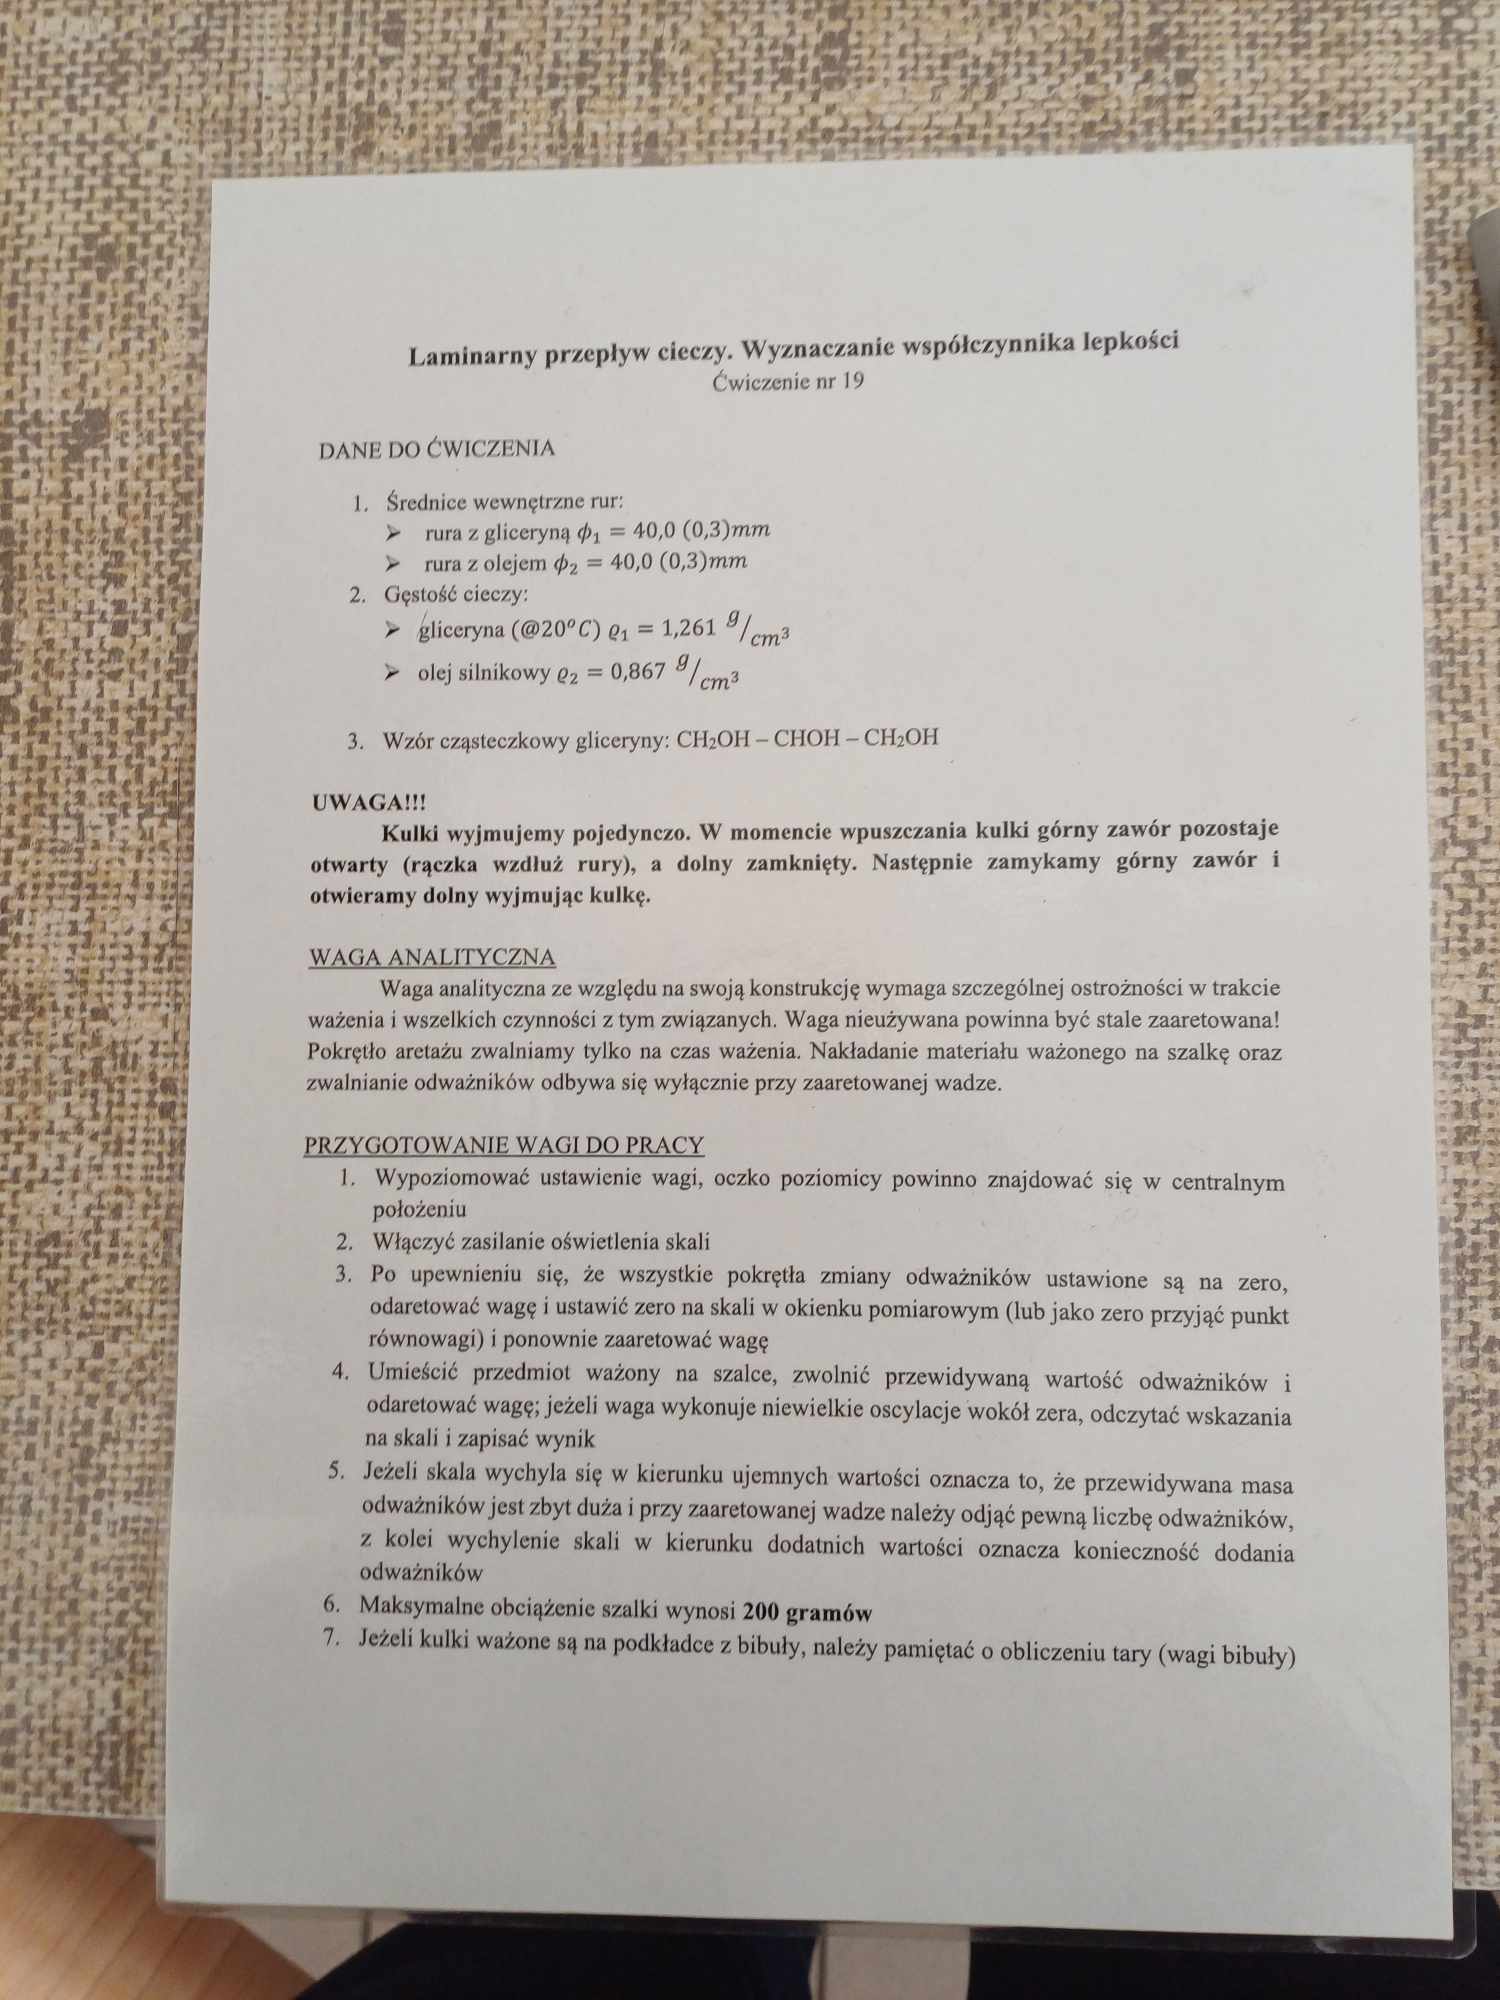 Laminarny przepływ cieczy. Wyznaczanie współczynnika lepkości
Ćwiczenie nr 19
DANE DO ĆWICZENIA
1. Średnice wewnętrzne rur:
➢ rura z gliceryną ϕ₁ = 40,0 (0,3)mm
➢ rura z olejem ϕ₂ = 40,0 (0,3)mm
2. Gęstość cieczy:
➢ gliceryna (@20⁰C) ϱ₁ = 1,261 g/cm³
➢ olej silnikowy ϱ₂ = 0,867 g/cm³
3. Wzór cząsteczkowy gliceryny: CH₂OH – CHOH – CH₂OH
UWAGA!!!
Kulki wyjmujemy pojedynczo. W momencie wpuszczania kulki górny zawór pozostaje
otwarty (rączka wzdłuż rury), a dolny zamknięty. Następnie zamykamy górny zawór i
otwieramy dolny wyjmując kulkę.
WAGA ANALITYCZNA
Waga analityczna ze względu na swoją konstrukcję wymaga szczególnej ostrożności w trakcie
ważenia i wszelkich czynności z tym związanych. Waga nieużywana powinna być stale zaaretowana!
Pokrętło aretażu zwalniamy tylko na czas ważenia. Nakładanie materiału ważonego na szalkę oraz
zwalnianie odważników odbywa się wyłącznie przy zaaretowanej wadze.
PRZYGOTOWANIE WAGI DO PRACY
1. Wypoziomować ustawienie wagi, oczko poziomicy powinno znajdować się w centralnym
położeniu
2. Włączyć zasilanie oświetlenia skali
3. Po upewnieniu się, że wszystkie pokrętła zmiany odważników ustawione są na zero,
odaretować wagę i ustawić zero na skali w okienku pomiarowym (lub jako zero przyjąć punkt
równowagi) i ponownie zaaretować wagę
4. Umieścić przedmiot ważony na szalce, zwolnić przewidywaną wartość odważników i
odaretować wagę; jeżeli waga wykonuje niewielkie oscylacje wokół zera, odczytać wskazania
na skali i zapisać wynik
5. Jeżeli skala wychyla się w kierunku ujemnych wartości oznacza to, że przewidywana masa
odważników jest zbyt duża i przy zaaretowanej wadze należy odjąć pewną liczbę odważników,
z kolei wychylenie skali w kierunku dodatnich wartości oznacza konieczność dodania
odważników
6. Maksymalne obciążenie szalki wynosi 200 gramów
7. Jeżeli kulki ważone są na podkładce z bibuły, należy pamiętać o obliczeniu tary (wagi bibuły)